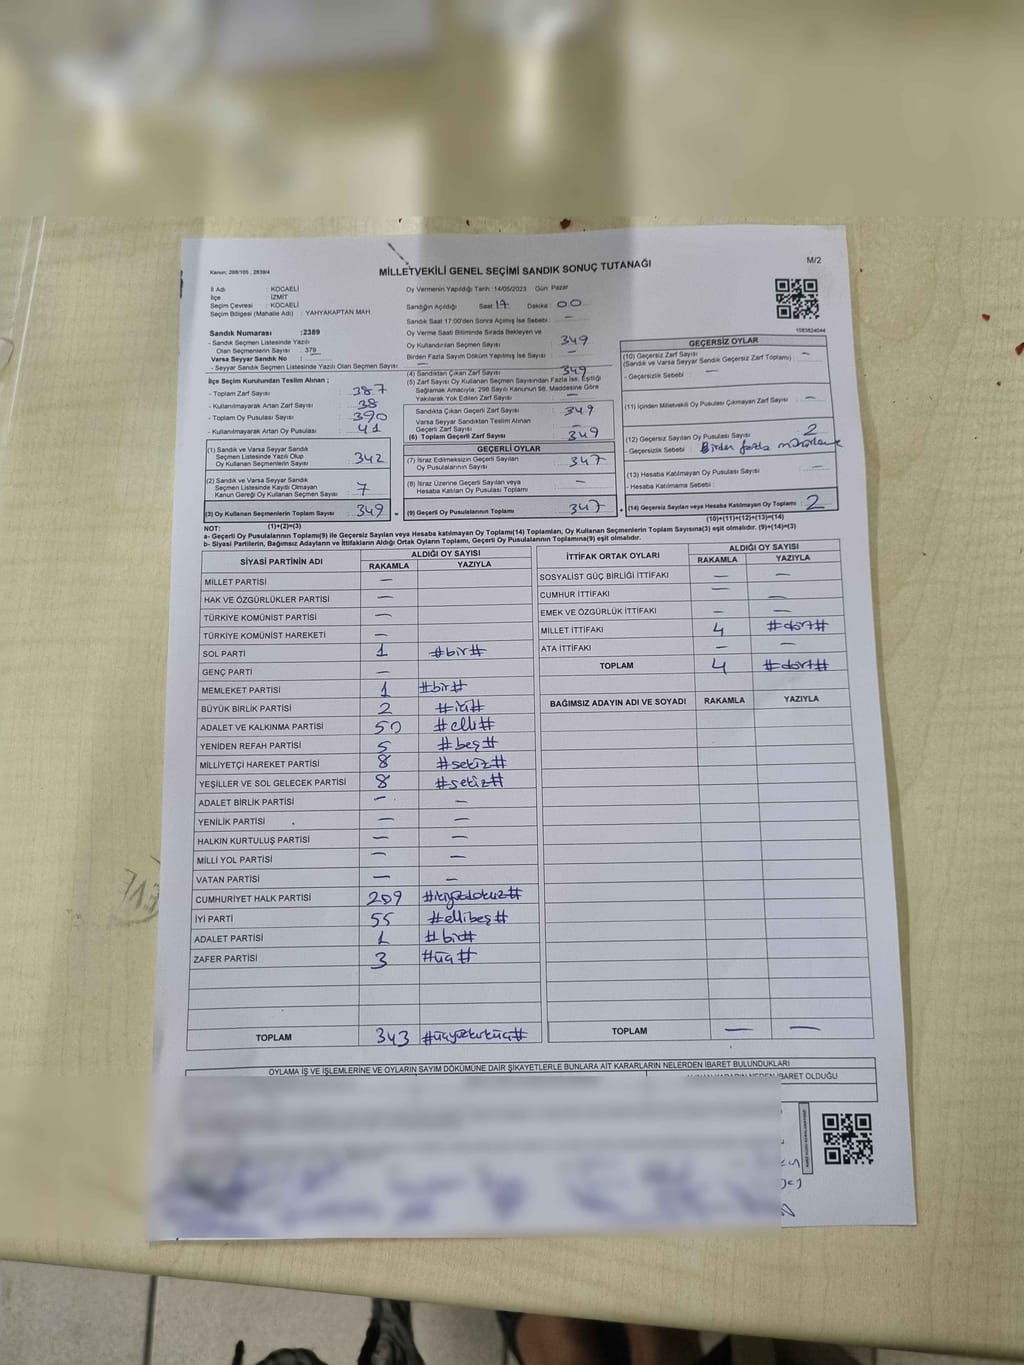 Kanun; 298/105 , 2839/4
MİLLETVEKİLİ GENEL SEÇİMİ SANDIK SONUÇ TUTANAĞI
M/2
İl Adı : KOCAELİ
İlçe : İZMİT
Seçim Çevresi : KOCAELİ
Seçim Bölgesi (Mahalle Adı) : YAHYAKAPTAN MAH.
Sandık Numarası :2389
- Sandık Seçmen Listesinde Yazılı
Olan Seçmenlerin Sayısı : 379
Varsa Seyyar Sandık No :
- Seyyar Sandık Seçmen Listesinde Yazılı Olan Seçmen Sayısı : —
İlçe Seçim Kurulundan Teslim Alınan ;
- Toplam Zarf Sayısı : 387
- Kullanılmayarak Artan Zarf Sayısı : 38
- Toplam Oy Pusulası Sayısı : 390
- Kullanılmayarak Artan Oy Pusulası : 41
(1) Sandık ve Varsa Seyyar Sandık
Seçmen Listesinde Yazılı Olup
Oy Kullanan Seçmenlerin Sayısı : 342
(2) Sandık ve Varsa Seyyar Sandık
Seçmen Listesinde Kayıtlı Olmayan
Kanun Gereği Oy Kullanan Seçmen Sayısı : 7
(3) Oy Kullanan Seçmenlerin Toplam Sayısı : 349
(1)+(2)=(3)
Oy Vermenin Yapıldığı Tarih :14/05/2023 Gün: Pazar
Sandığın Açıldığı Saat: 17 Dakika: 00
Sandık Saat 17:00'den Sonra Açılmış İse Sebebi : —
Oy Verme Saati Bitiminde Sırada Bekleyen ve
Oy Kullandırılan Seçmen Sayısı : 349
Birden Fazla Sayım Döküm Yapılmış İse Sayısı : —
(4) Sandıktan Çıkan Zarf Sayısı : 349
(5) Zarf Sayısı Oy Kullanan Seçmen Sayısından Fazla İse, Eşitliği
Sağlamak Amacıyla; 298 Sayılı Kanunun 98. Maddesine Göre
Yakılarak Yok Edilen Zarf Sayısı : —
Sandıkta Çıkan Geçerli Zarf Sayısı : 349
Varsa Seyyar Sandıktan Teslim Alınan
Geçerli Zarf Sayısı : —
(6) Toplam Geçerli Zarf Sayısı : 349
GEÇERLİ OYLAR
(7) İtiraz Edilmeksizin Geçerli Sayılan
Oy Pusulalarının Sayısı : 347
(8) İtiraz Üzerine Geçerli Sayılan veya
Hesaba Katılan Oy Pusulası Toplamı : —
(9) Geçerli Oy Pusulalarının Toplamı : 347
1583824044
GEÇERSİZ OYLAR
(10) Geçersiz Zarf Sayısı : —
(Sandık ve Varsa Seyyar Sandık Geçersiz Zarf Toplamı)
- Geçersizlik Sebebi : —
(11) İçinden Milletvekili Oy Pusulası Çıkmayan Zarf Sayısı : —
(12) Geçersiz Sayılan Oy Pusulası Sayısı : 2
- Geçersizlik Sebebi : Birden fazla mühürleme
(13) Hesaba Katılmayan Oy Pusulası Sayısı : —
- Hesaba Katılmama Sebebi :
(14) Geçersiz Sayılan veya Hesaba Katılmayan Oy Toplamı : 2
(10)+(11)+(12)+(13)=(14)
NOT:
a- Geçerli Oy Pusulalarının Toplamı(9) ile Geçersiz Sayılan veya Hesaba katılmayan Oy Toplamı(14) Toplamları, Oy Kullanan Seçmenlerin Toplam Sayısına(3) eşit olmalıdır. (9)+(14)=(3)
b- Siyasi Partilerin, Bağımsız Adayların ve İttifakların Aldığı Ortak Oyların Toplamı, Geçerli Oy Pusulalarının Toplamına(9) eşit olmalıdır.
SİYASİ PARTİNİN ADI ALDIĞI OY SAYISI
RAKAMLA YAZIYLA
MİLLET PARTİSİ —
HAK VE ÖZGÜRLÜKLER PARTİSİ —
TÜRKİYE KOMÜNİST PARTİSİ —
TÜRKİYE KOMÜNİST HAREKETİ —
SOL PARTİ 1 #bir#
GENÇ PARTİ —
MEMLEKET PARTİSİ 1 #bir#
BÜYÜK BİRLİK PARTİSİ 2 #iki#
ADALET VE KALKINMA PARTİSİ 50 #elli#
YENİDEN REFAH PARTİSİ 5 #beş#
MİLLİYETÇİ HAREKET PARTİSİ 8 #sekiz#
YEŞİLLER VE SOL GELECEK PARTİSİ 8 #sekiz#
ADALET BİRLİK PARTİSİ — —
YENİLİK PARTİSİ — —
HALKIN KURTULUŞ PARTİSİ — —
MİLLİ YOL PARTİSİ — —
VATAN PARTİSİ — —
CUMHURİYET HALK PARTİSİ 209 #ikiyüzdokuz#
İYİ PARTİ 55 #ellibeş#
ADALET PARTİSİ 1 #bir#
ZAFER PARTİSİ 3 #üç#
TOPLAM 343 #üçyüzkırküç#
İTTİFAK ORTAK OYLARI ALDIĞI OY SAYISI
RAKAMLA YAZIYLA
SOSYALİST GÜÇ BİRLİĞİ İTTİFAKI — —
CUMHUR İTTİFAKI — —
EMEK VE ÖZGÜRLÜK İTTİFAKI — —
MİLLET İTTİFAKI 4 #dört#
ATA İTTİFAKI — —
TOPLAM 4 #dört#
BAĞIMSIZ ADAYIN ADI VE SOYADI RAKAMLA YAZIYLA
TOPLAM — —
OYLAMA İŞ VE İŞLEMLERİNE VE OYLARIN SAYIM DÖKÜMÜNE DAİR ŞİKAYETLERLE BUNLARA AİT KARARLARIN NELERDEN İBARET BULUNDUKLARI
İBARET OLDUĞU